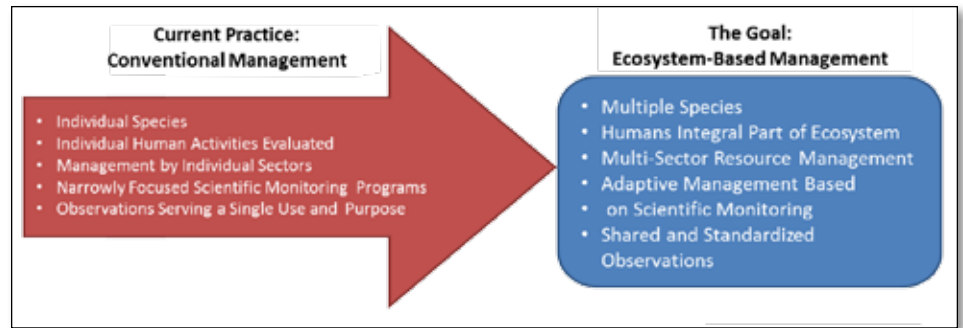 Current Practice:
Conventional Management
• Individual Species
• Individual Human Activities Evaluated
• Management by Individual Sectors
• Narrowly Focused Scientific Monitoring Programs
• Observations Serving a Single Use and Purpose
The Goal:
Ecosystem-Based Management
• Multiple Species
• Humans Integral Part of Ecosystem
• Multi-Sector Resource Management
• Adaptive Management Based
• on Scientific Monitoring
• Shared and Standardized
Observations